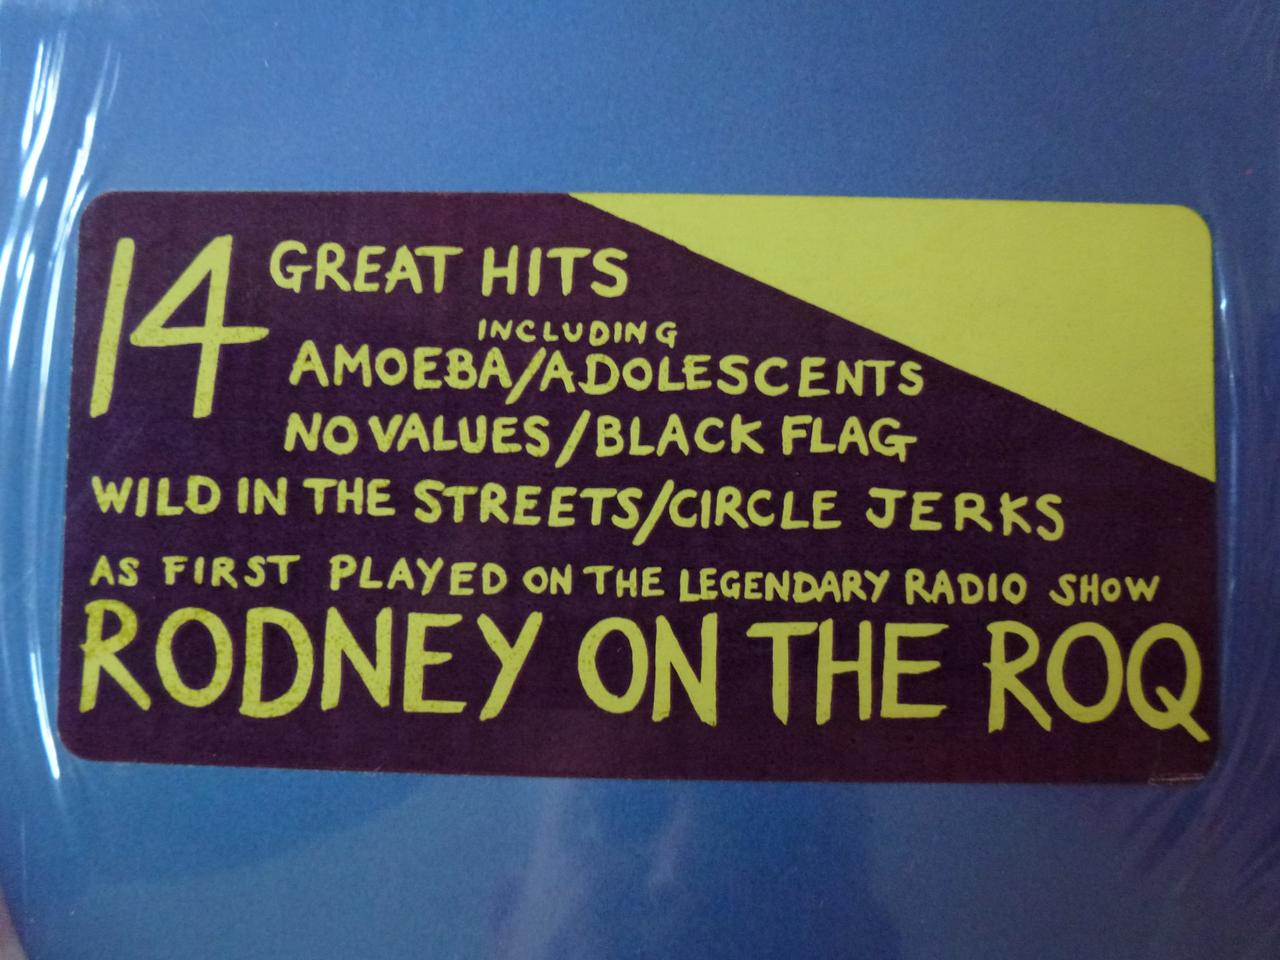 14 GREAT HITS
INCLUDING
AMOEBA/ADOLESCENTS
NO VALUES/BLACK FLAG
WILD IN THE STREETS/CIRCLE JERKS
AS FIRST PLAYED ON THE LEGENDARY RADIO SHOW
RODNEY ON THE ROQ